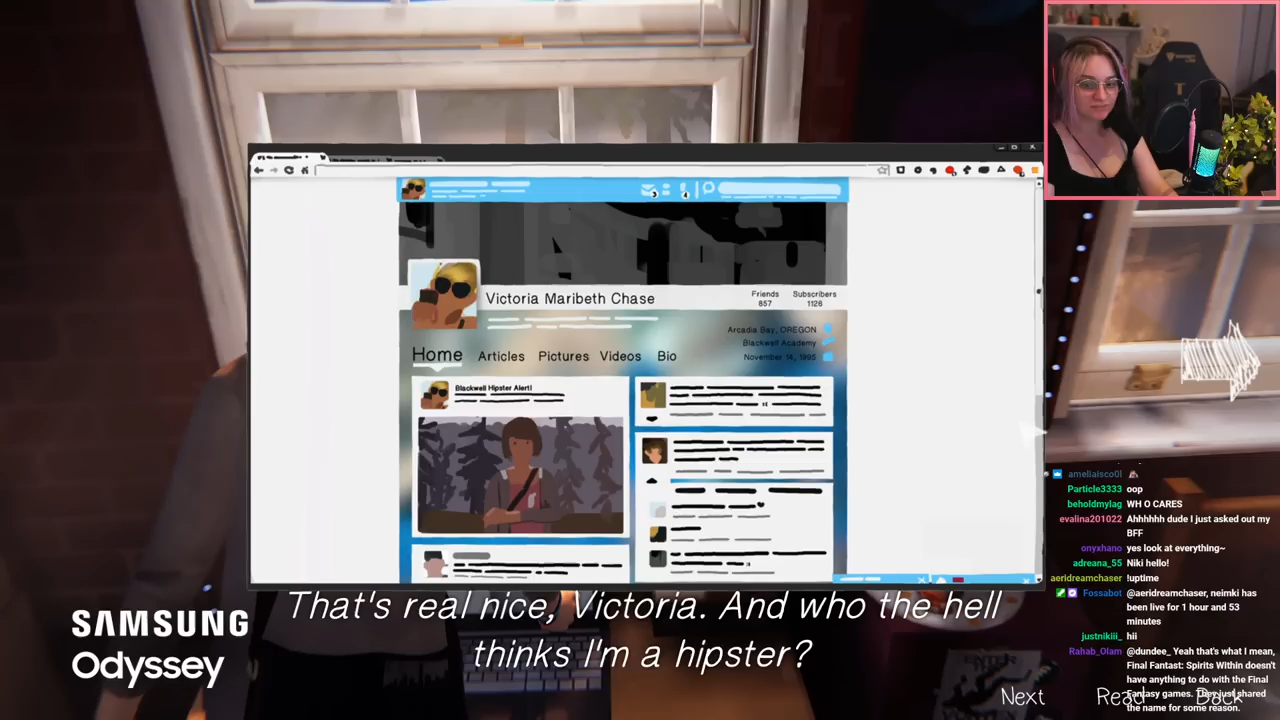 Victoria Maribeth Chase
Friends
857
Subscribers
1126
Arcadia Bay, OREGON
Blackwell Academy
November 14, 1995
Home Articles Pictures Videos Bio
Blackwell Hipster Alert!
SAMSUNG
Odyssey
That's real nice, Victoria. And who the hell
thinks I'm a hipster?
Next Read Back
ameliaisco0l
Particle3333 oop
beholdmylag WH O CARES
evalina201022 Ahhhhhh dude I just asked out my
BFF
onyxhano yes look at everything~
adreana_55 Niki hello!
aeridreamchaser !uptime
Fossabot @aeridreamchaser, neimki has
been live for 1 hour and 53
minutes
justnikiii_ hii
Rahab_Olam @dundee_ Yeah that's what I mean,
Final Fantast: Spirits Within doesn't
have anything to do with the Final
Fantasy games. They just shared
the name for some reason.